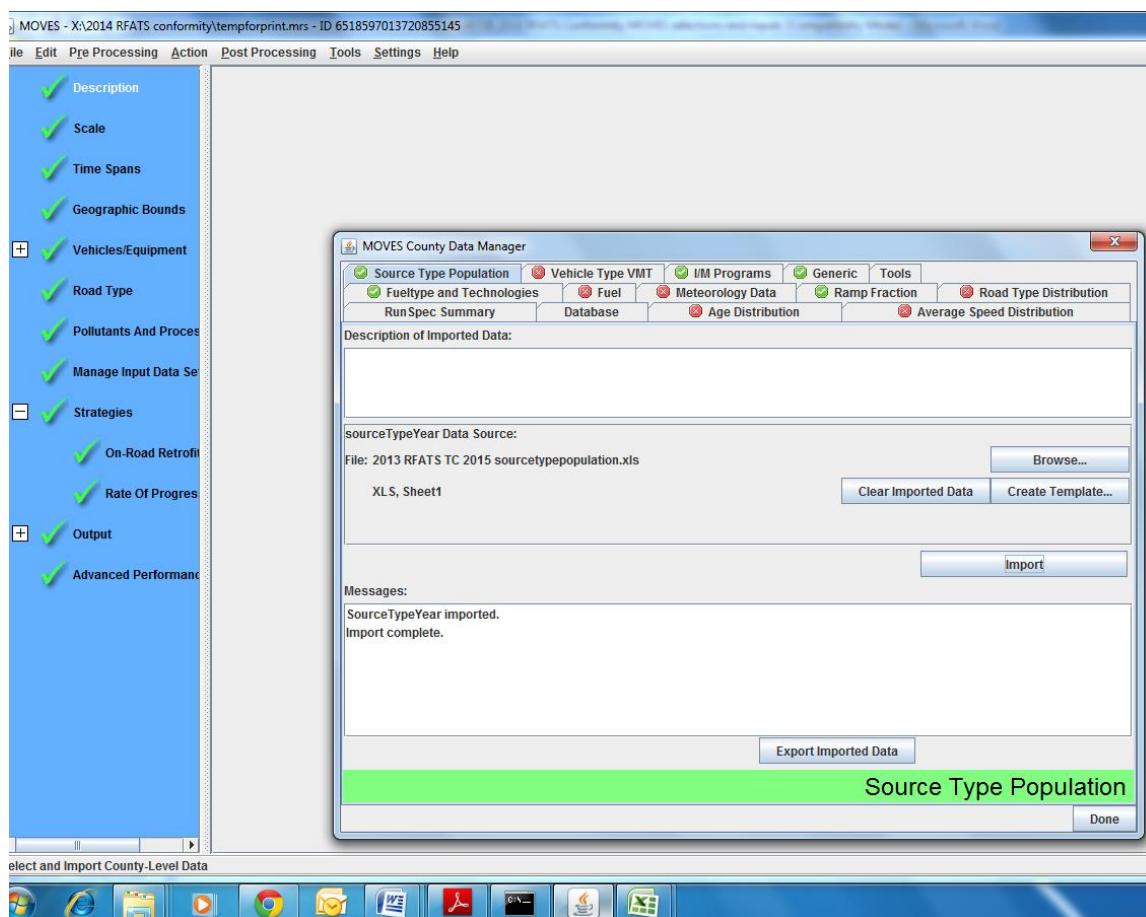 MOVES - X:\2014 RFATS conformity\tempforprint.mrs - ID 6518597013720855145
ile Edit Pre Processing Action Post Processing Tools Settings Help
Description
Scale
Time Spans
Geographic Bounds
Vehicles/Equipment
Road Type
Pollutants And Proces
Manage Input Data Se
Strategies
On-Road Retrofi
Rate Of Progres
Output
Advanced Performanc
MOVES County Data Manager
Source Type Population Vehicle Type VMT I/M Programs Generic Tools
Fueltype and Technologies Fuel Meteorology Data Ramp Fraction Road Type Distribution
RunSpec Summary Database Age Distribution Average Speed Distribution
Description of Imported Data:
sourceTypeYear Data Source:
File: 2013 RFATS TC 2015 sourcetypepopulation.xls Browse...
XLS, Sheet1 Clear Imported Data Create Template...
Import
Messages:
SourceTypeYear imported.
Import complete.
Export Imported Data
Source Type Population
Done
elect and Import County-Level Data